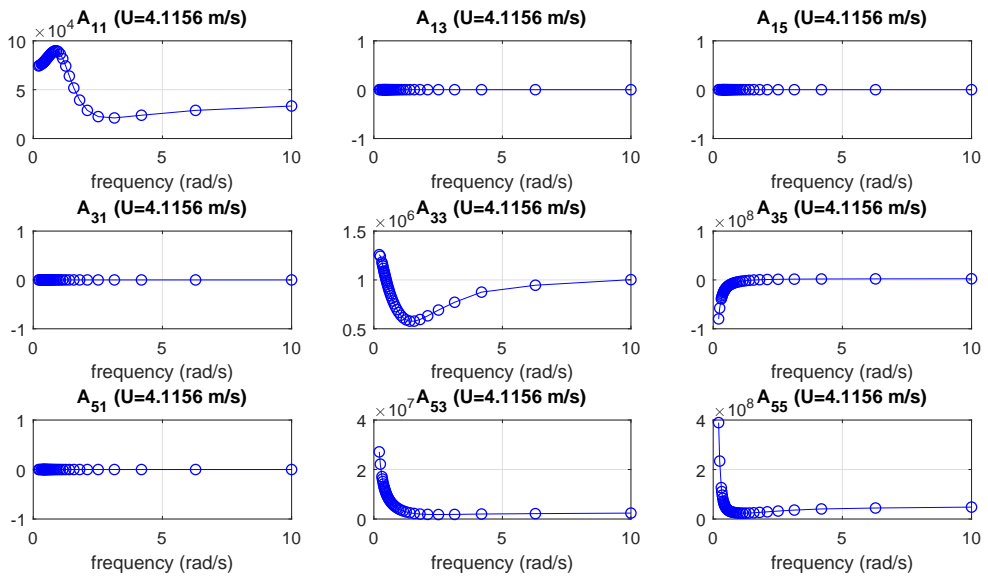 ×10⁴ A₁₁ (U=4.1156 m/s)
10
5
0
0 5 10
frequency (rad/s)
A₁₃ (U=4.1156 m/s)
1
0
-1
0 5 10
frequency (rad/s)
A₁₅ (U=4.1156 m/s)
1
0
-1
0 5 10
frequency (rad/s)
A₃₁ (U=4.1156 m/s)
1
0
-1
0 5 10
frequency (rad/s)
×10⁶ A₃₃ (U=4.1156 m/s)
1.5
1
0.5
0 5 10
frequency (rad/s)
×10⁸ A₃₅ (U=4.1156 m/s)
1
0
-1
0 5 10
frequency (rad/s)
A₅₁ (U=4.1156 m/s)
1
0
-1
0 5 10
frequency (rad/s)
×10⁷ A₅₃ (U=4.1156 m/s)
4
2
0
0 5 10
frequency (rad/s)
×10⁸ A₅₅ (U=4.1156 m/s)
4
2
0
0 5 10
frequency (rad/s)